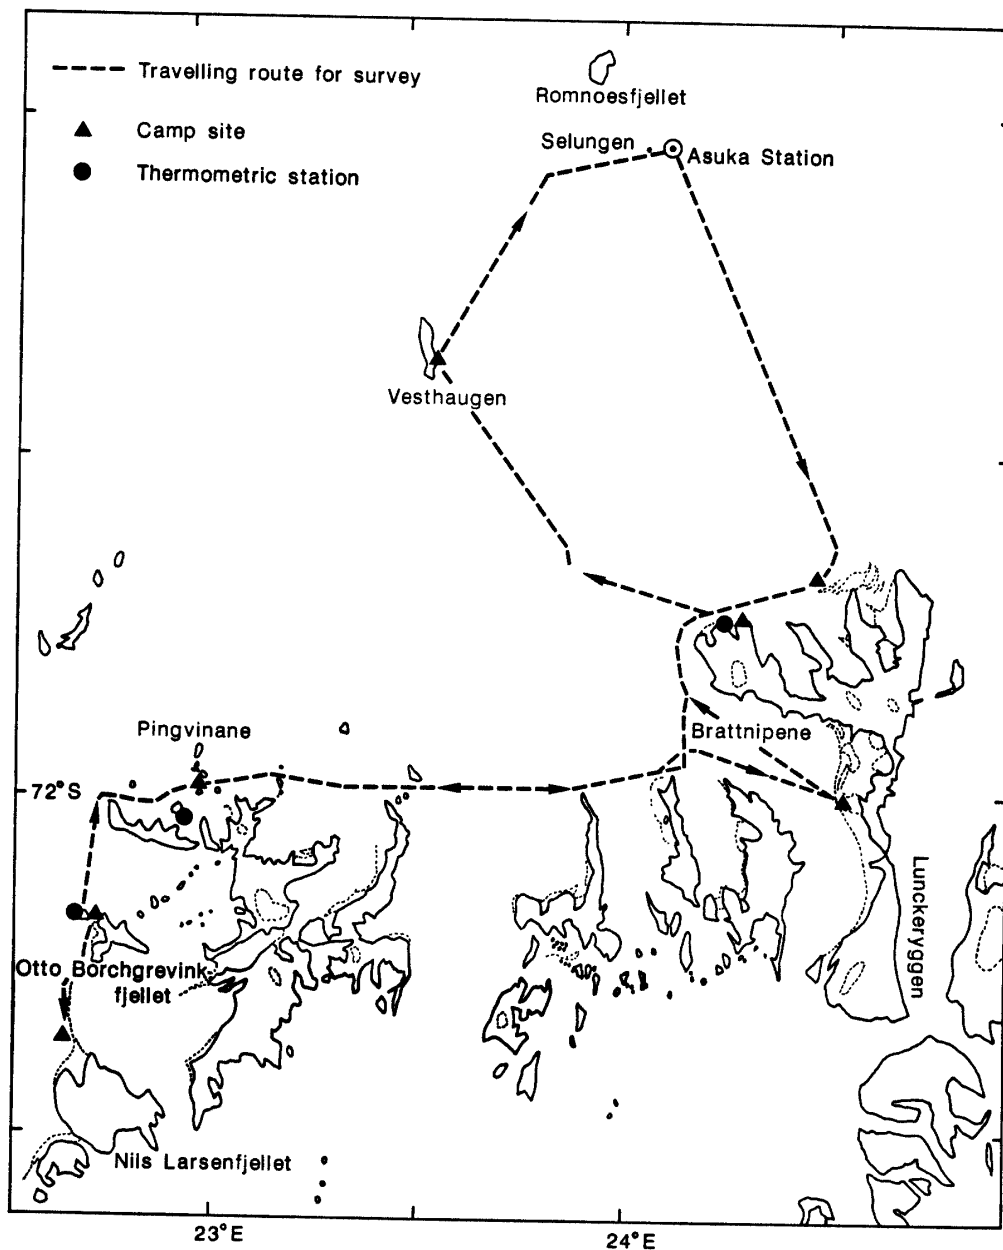 Travelling route for survey
Camp site
Thermometric station
Romnoesfjellet
Selungen
Asuka Station
Vesthaugen
Pingvinane
Brattnipene
72°S
Lunckeryggen
Otto Borchgrevink
fjellet
Nils Larsenfjellet
23°E
24°E